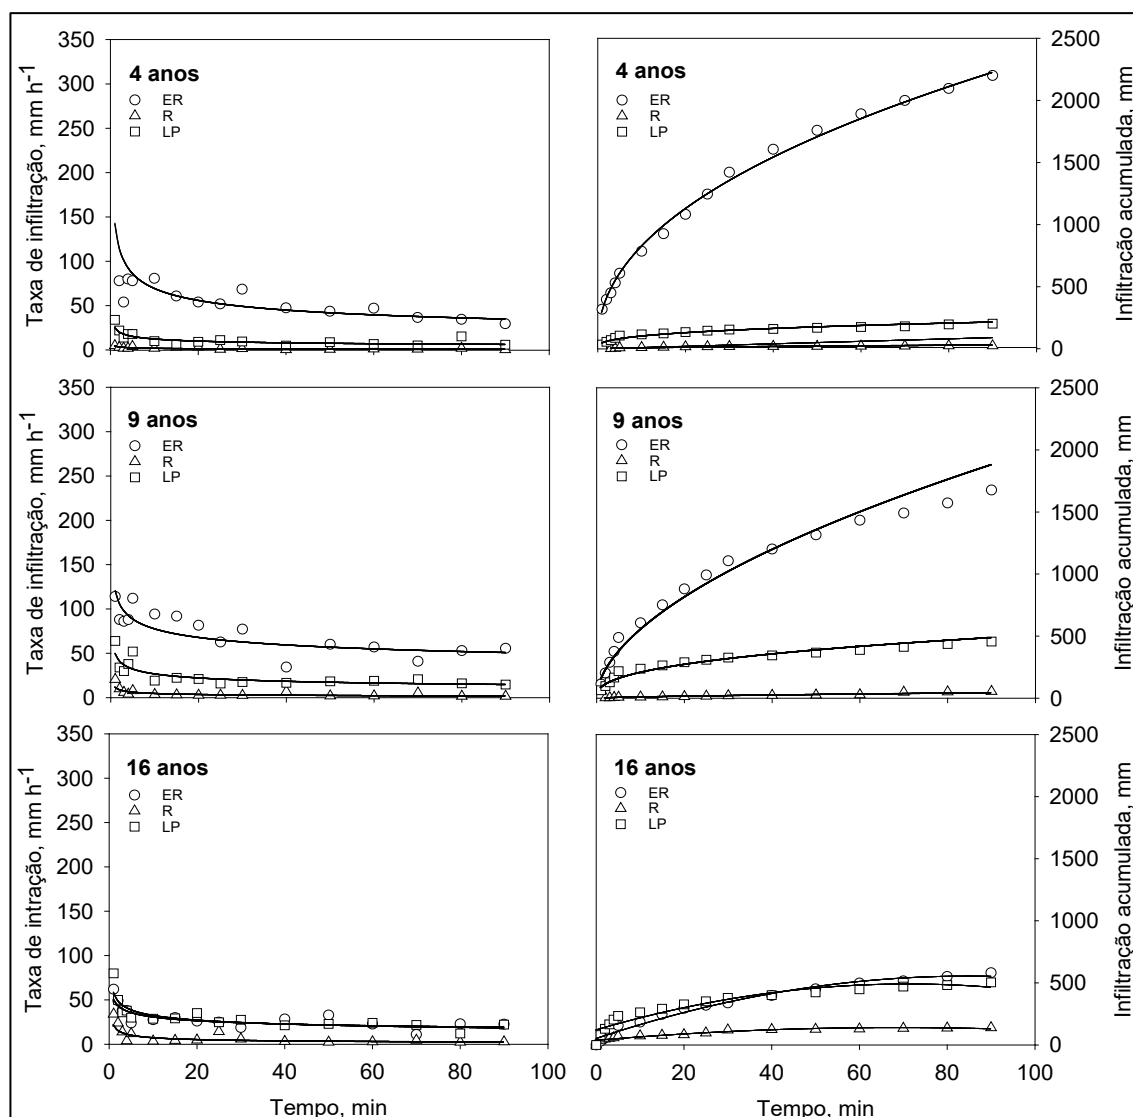 350
300
250
200
150
100
50
0
Taxa de infiltração, mm h-1
4 anos
ER
R
LP
4 anos
ER
R
LP
2500
2000
1500
1000
500
0
Infiltração acumulada, mm
350
300
250
200
150
100
50
0
Taxa de infiltração, mm h-1
9 anos
ER
R
LP
9 anos
ER
R
LP
2500
2000
1500
1000
500
0
Infiltração acumulada, mm
350
300
250
200
150
100
50
0
Taxa de intração, mm h-1
16 anos
ER
R
LP
16 anos
ER
R
LP
2500
2000
1500
1000
500
0
Infiltração acumulada, mm
0 20 40 60 80 100
Tempo, min
0 20 40 60 80 100
Tempo, min